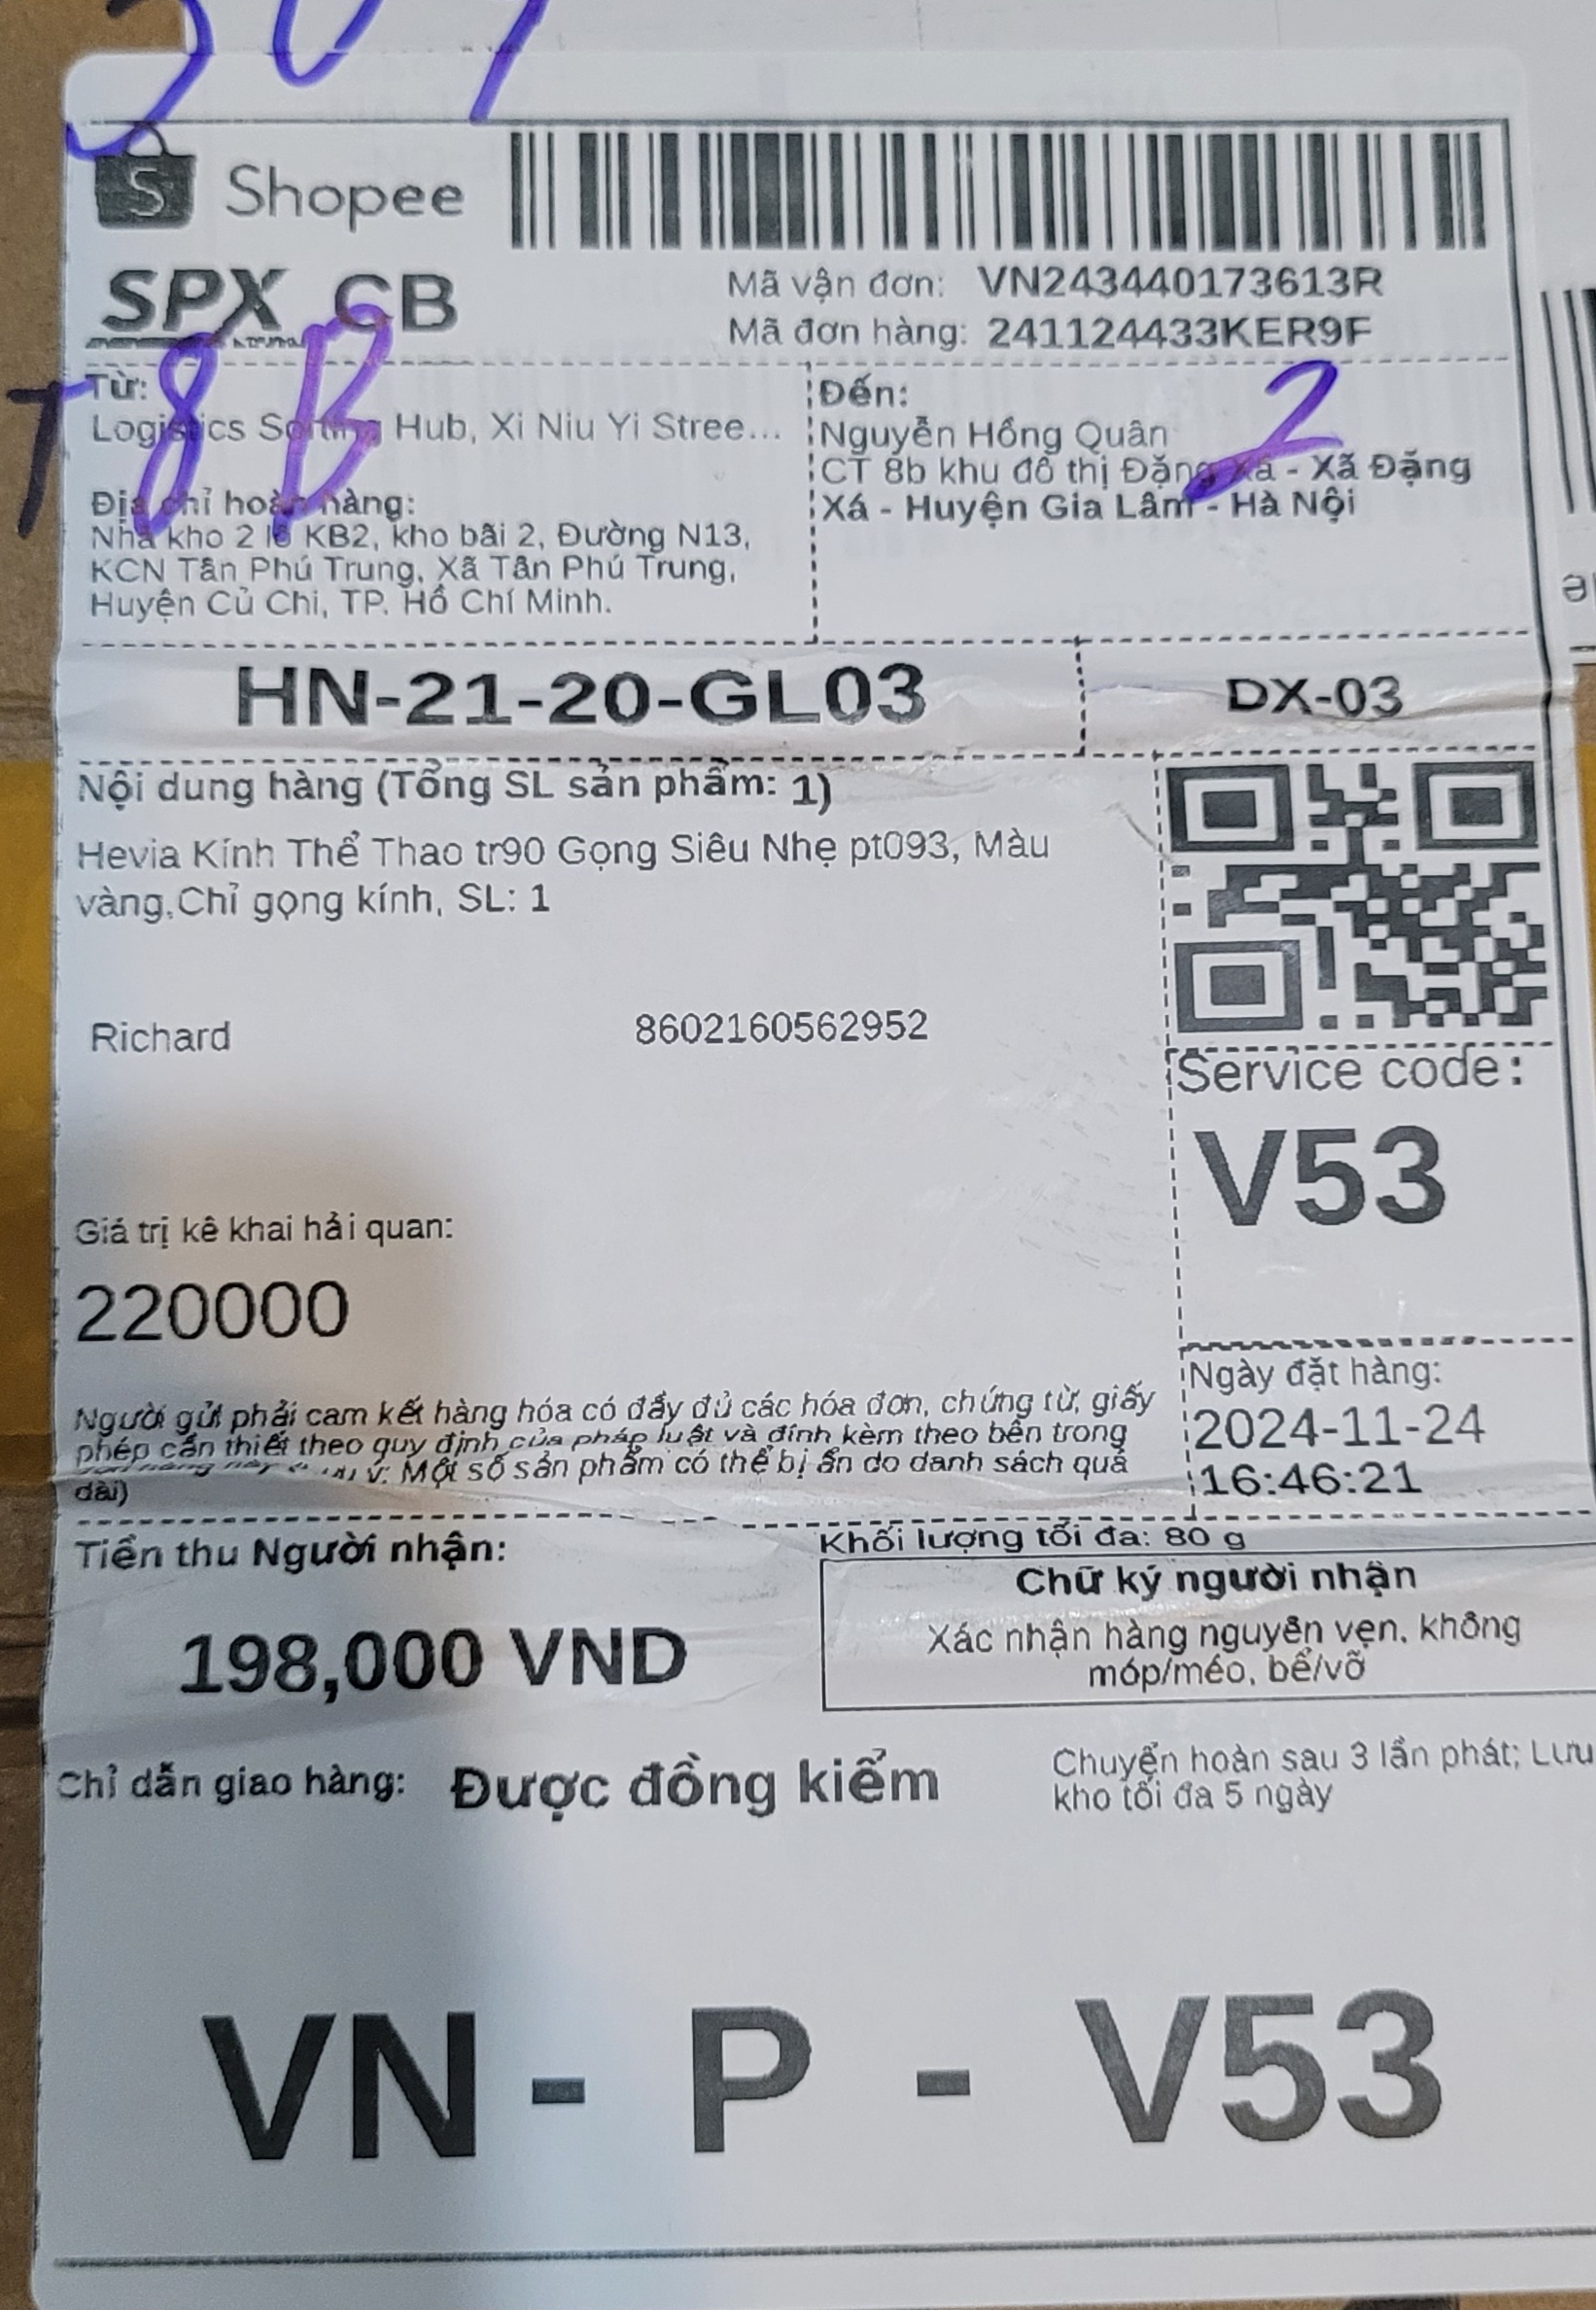 Shopee
SPX CB
Mã vận đơn: VN243440173613R
Mã đơn hàng: 241124433KER9F
Từ:
Logistics Sorting Hub, Xi Niu Yi Stree...
Địa chỉ hoàn hàng:
Nhà kho 2 lô KB2, kho bãi 2, Đường N13,
KCN Tân Phú Trung, Xã Tân Phú Trung,
Huyện Củ Chi, TP. Hồ Chí Minh.
Đến:
Nguyễn Hồng Quân
CT 8b khu đô thị Đặng Xá - Xã Đặng
Xá - Huyện Gia Lâm - Hà Nội
8B
2
HN-21-20-GL03
DX-03
Nội dung hàng (Tổng SL sản phẩm: 1)
Hevia Kính Thể Thao tr90 Gọng Siêu Nhẹ pt093, Màu
vàng,Chỉ gọng kính, SL: 1
Richard
8602160562952
Service code:
V53
Giá trị kê khai hải quan:
220000
Người gửi phải cam kết hàng hóa có đầy đủ các hóa đơn, chứng từ, giấy
phép cần thiết theo quy định của pháp luật và đính kèm theo bên trong
ý: Một số sản phẩm có thể bị ẩn do danh sách quá
dài)
Ngày đặt hàng:
2024-11-24
16:46:21
Tiền thu Người nhận:
198,000 VND
Khối lượng tối đa: 80 g
Chữ ký người nhận
Xác nhận hàng nguyên vẹn, không
móp/méo, bể/vỡ
Chỉ dẫn giao hàng: Được đồng kiểm
Chuyển hoàn sau 3 lần phát; Lưu
kho tối đa 5 ngày
VN - P - V53